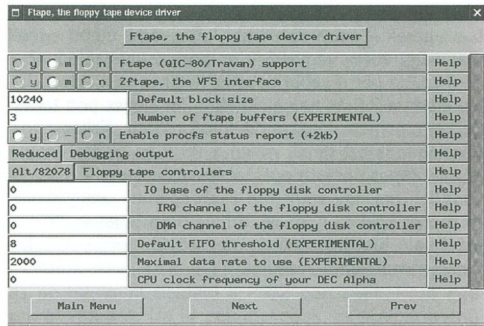 Ftape, the floppy tape device driver
Ftape, the floppy tape device driver
y m n Ftape (QIC-80/Travan) support Help
y m n Zftape, the VFS interface Help
10240 Default block size Help
3 Number of ftape buffers (EXPERIMENTAL) Help
y - n Enable procfs status report (+2kb) Help
Reduced Debugging output Help
Alt/82078 Floppy tape controllers Help
0 IO base of the floppy disk controller Help
0 IRQ channel of the floppy disk controller Help
0 DMA channel of the floppy disk controller Help
8 Default FIFO threshold (EXPERIMENTAL) Help
2000 Maximal data rate to use (EXPERIMENTAL) Help
0 CPU clock frequency of your DEC Alpha Help
Main Menu Next Prev